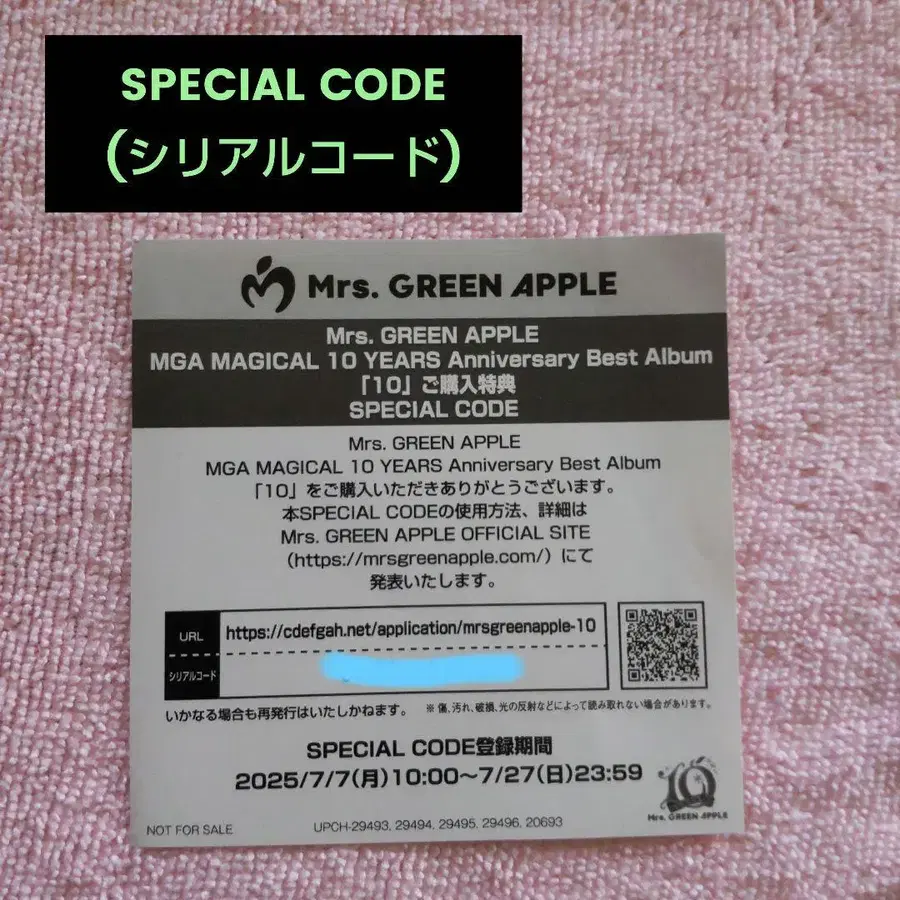 SPECIAL CODE
(シリアルコード)
Mrs. GREEN APPLE
Mrs. GREEN APPLE
MGA MAGICAL 10 YEARS Anniversary Best Album
「10」ご購入特典
SPECIAL CODE
Mrs. GREEN APPLE
MGA MAGICAL 10 YEARS Anniversary Best Album
「10」をご購入いただきありがとうございます。
本SPECIAL CODEの使用方法、詳細は
Mrs. GREEN APPLE OFFICIAL SITE
(https://mrsgreenapple.com/)にて
発表いたします。
URL https://cdefgah.net/application/mrsgreenapple-10
シリアルコード
いかなる場合も再発行はいたしかねます。 ※傷,汚れ,破損,光の反射などによって読み取れない場合があります。
SPECIAL CODE登録期間
2025/7/7(月)10:00〜7/27(日)23:59
10
Mrs. GREEN APPLE
NOT FOR SALE UPCH-29493, 29494, 29495, 29496, 20693